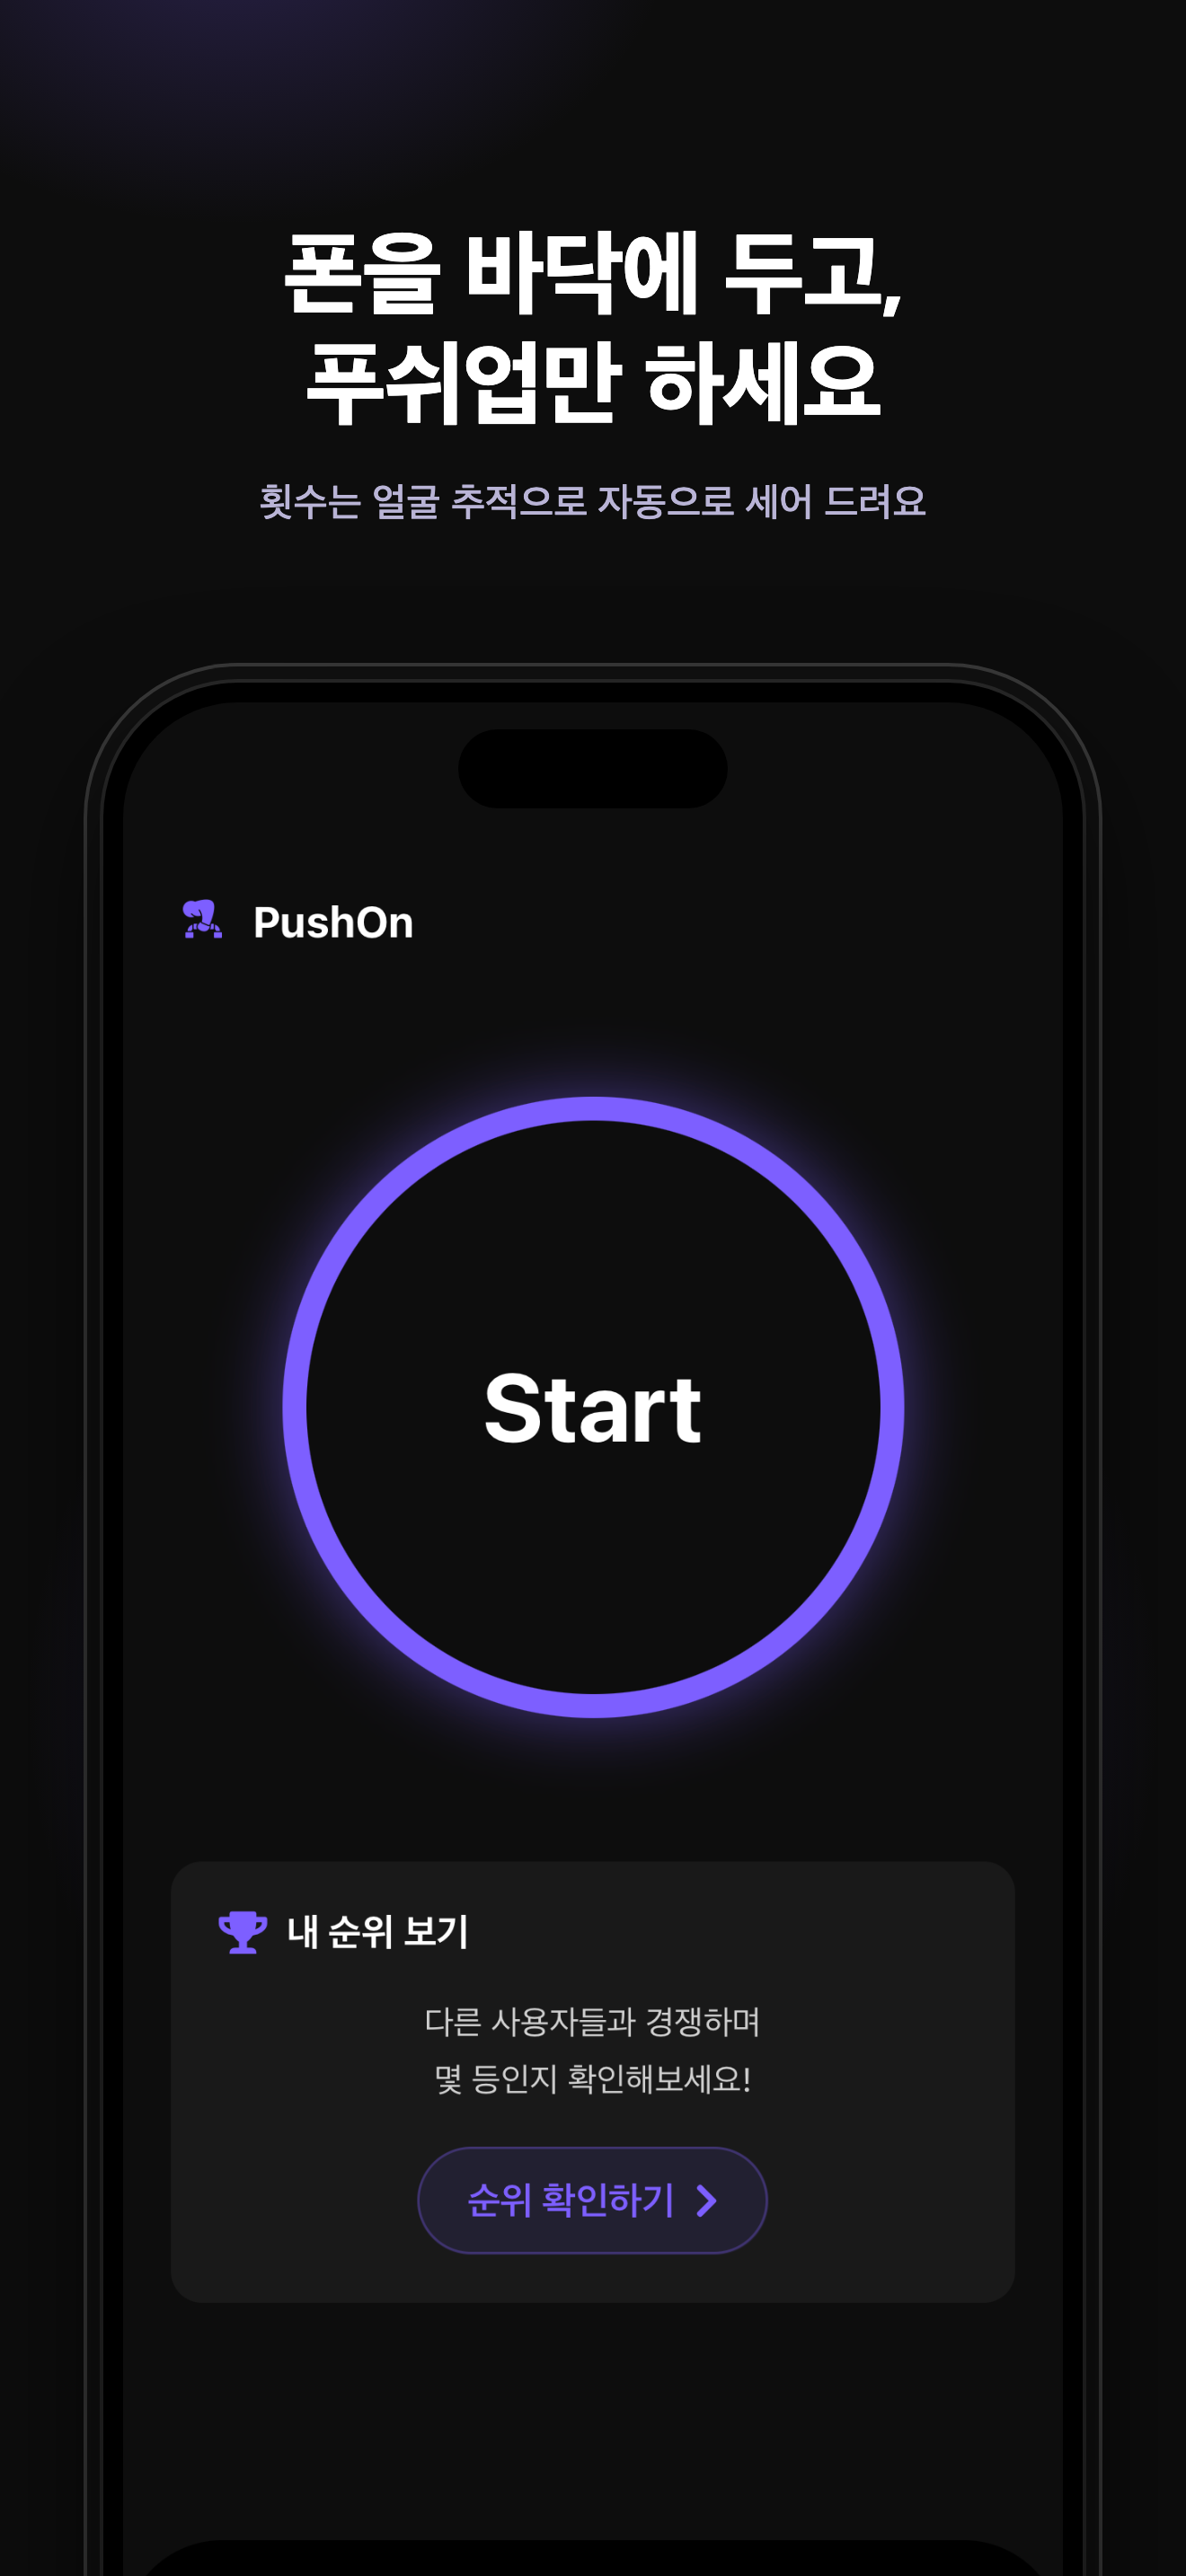 폰을 바닥에 두고,
푸쉬업만 하세요
횟수는 얼굴 추적으로 자동으로 세어 드려요
PushOn
Start
내 순위 보기
다른 사용자들과 경쟁하며
몇 등인지 확인해보세요!
순위 확인하기